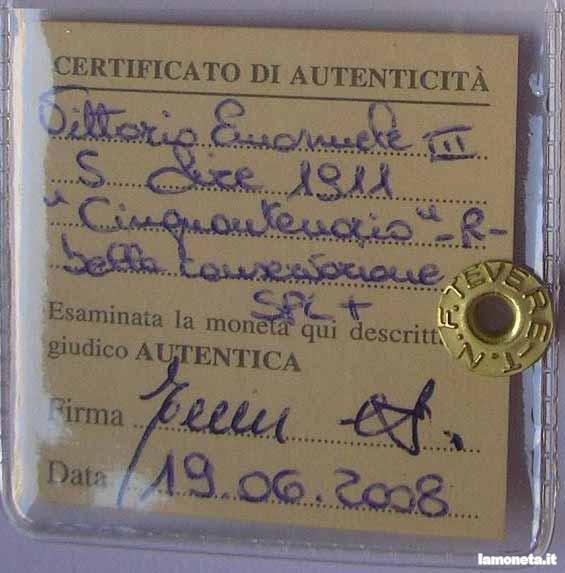 CERTIFICATO DI AUTENTICITÀ
Vittorio Emanuele III
5 Lire 1911
"Cinquantenario" -R-
bella conservazione
SPL +
Esaminata la moneta qui descritt
giudico AUTENTICA
Firma
Data 19.06.2008
N.F. TEVERE-T.
lamoneta.it